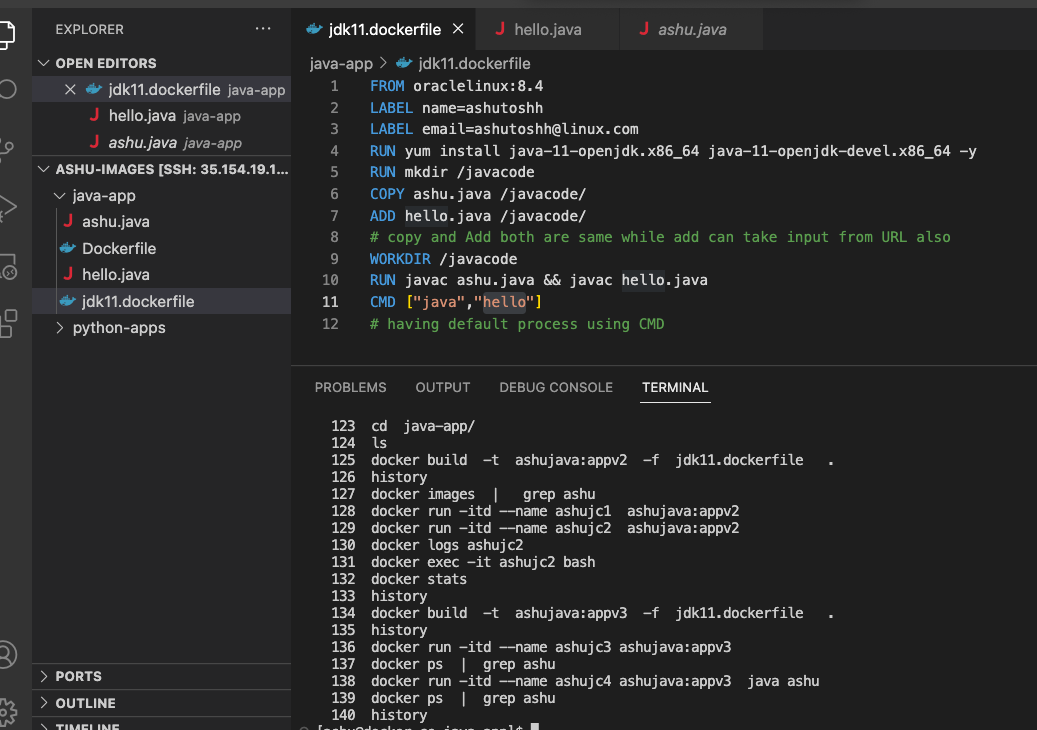 EXPLORER
...
OPEN EDITORS
jdk11.dockerfile java-app
hello.java java-app
ashu.java java-app
ASHU-IMAGES [SSH: 35.154.19.1...
java-app
ashu.java
Dockerfile
hello.java
jdk11.dockerfile
python-apps
PORTS
OUTLINE
TIMELINE
jdk11.dockerfile
hello.java
ashu.java
java-app > jdk11.dockerfile
1 FROM oraclelinux:8.4
2 LABEL name=ashutoshh
3 LABEL email=ashutoshh@linux.com
4 RUN yum install java-11-openjdk.x86_64 java-11-openjdk-devel.x86_64 -y
5 RUN mkdir /javacode
6 COPY ashu.java /javacode/
7 ADD hello.java /javacode/
8 # copy and Add both are same while add can take input from URL also
9 WORKDIR /javacode
10 RUN javac ashu.java && javac hello.java
11 CMD ["java","hello"]
12 # having default process using CMD
PROBLEMS OUTPUT DEBUG CONSOLE TERMINAL
123 cd java-app/
124 ls
125 docker build -t ashujava:appv2 -f jdk11.dockerfile .
126 history
127 docker images | grep ashu
128 docker run -itd --name ashujc1 ashujava:appv2
129 docker run -itd --name ashujc2 ashujava:appv2
130 docker logs ashujc2
131 docker exec -it ashujc2 bash
132 docker stats
133 history
134 docker build -t ashujava:appv3 -f jdk11.dockerfile .
135 history
136 docker run -itd --name ashujc3 ashujava:appv3
137 docker ps | grep ashu
138 docker run -itd --name ashujc4 ashujava:appv3 java ashu
139 docker ps | grep ashu
140 history